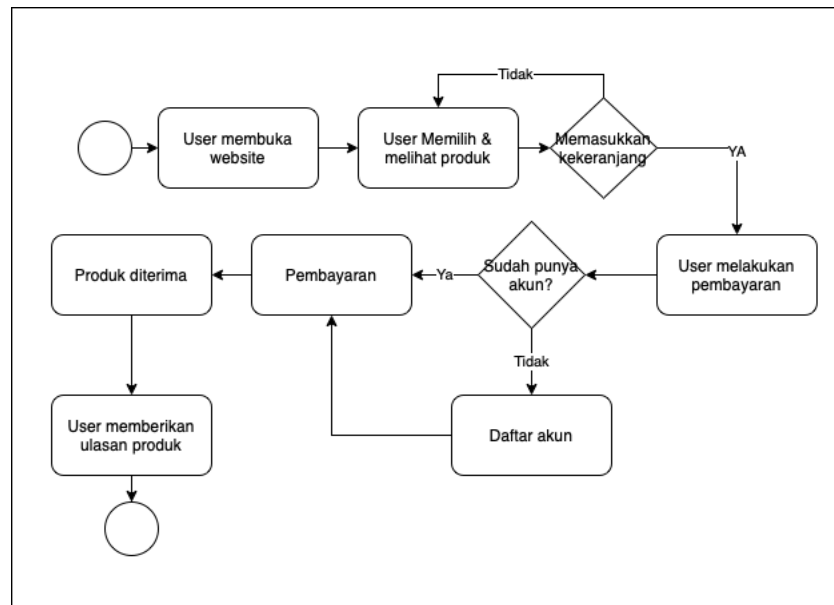 Tidak
User membuka
website
User Memilih &
melihat produk
Memasukkan
kekeranjang
YA
User melakukan
pembayaran
Sudah punya
akun?
Ya
Pembayaran
Produk diterima
Tidak
Daftar akun
User memberikan
ulasan produk